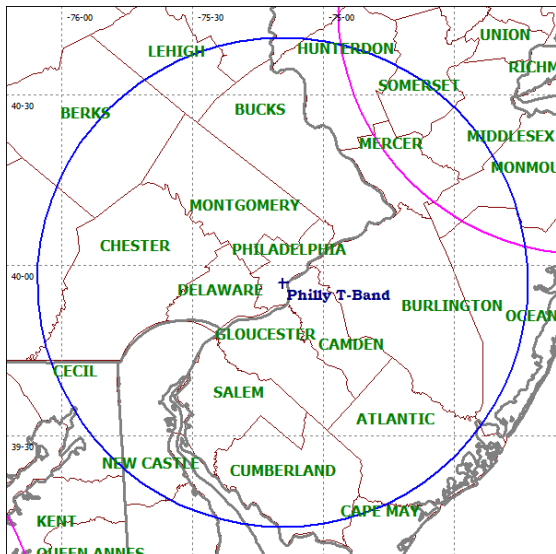 -76-00
-75-30
-75-00
UNION
LEHIGH
HUNTERDON
RICHM
SOMERSET
40-30
BERKS
BUCKS
MIDDLESEX
MERCER
MONMOU
MONTGOMERY
CHESTER
PHILADELPHIA
40-00
DELAWARE
Philly T-Band
BURLINGTON
OCEAN
GLOUCESTER
CAMDEN
CECIL
SALEM
ATLANTIC
39-30
NEW CASTLE
CUMBERLAND
CAPE MAY
KENT
QUEEN ANNES